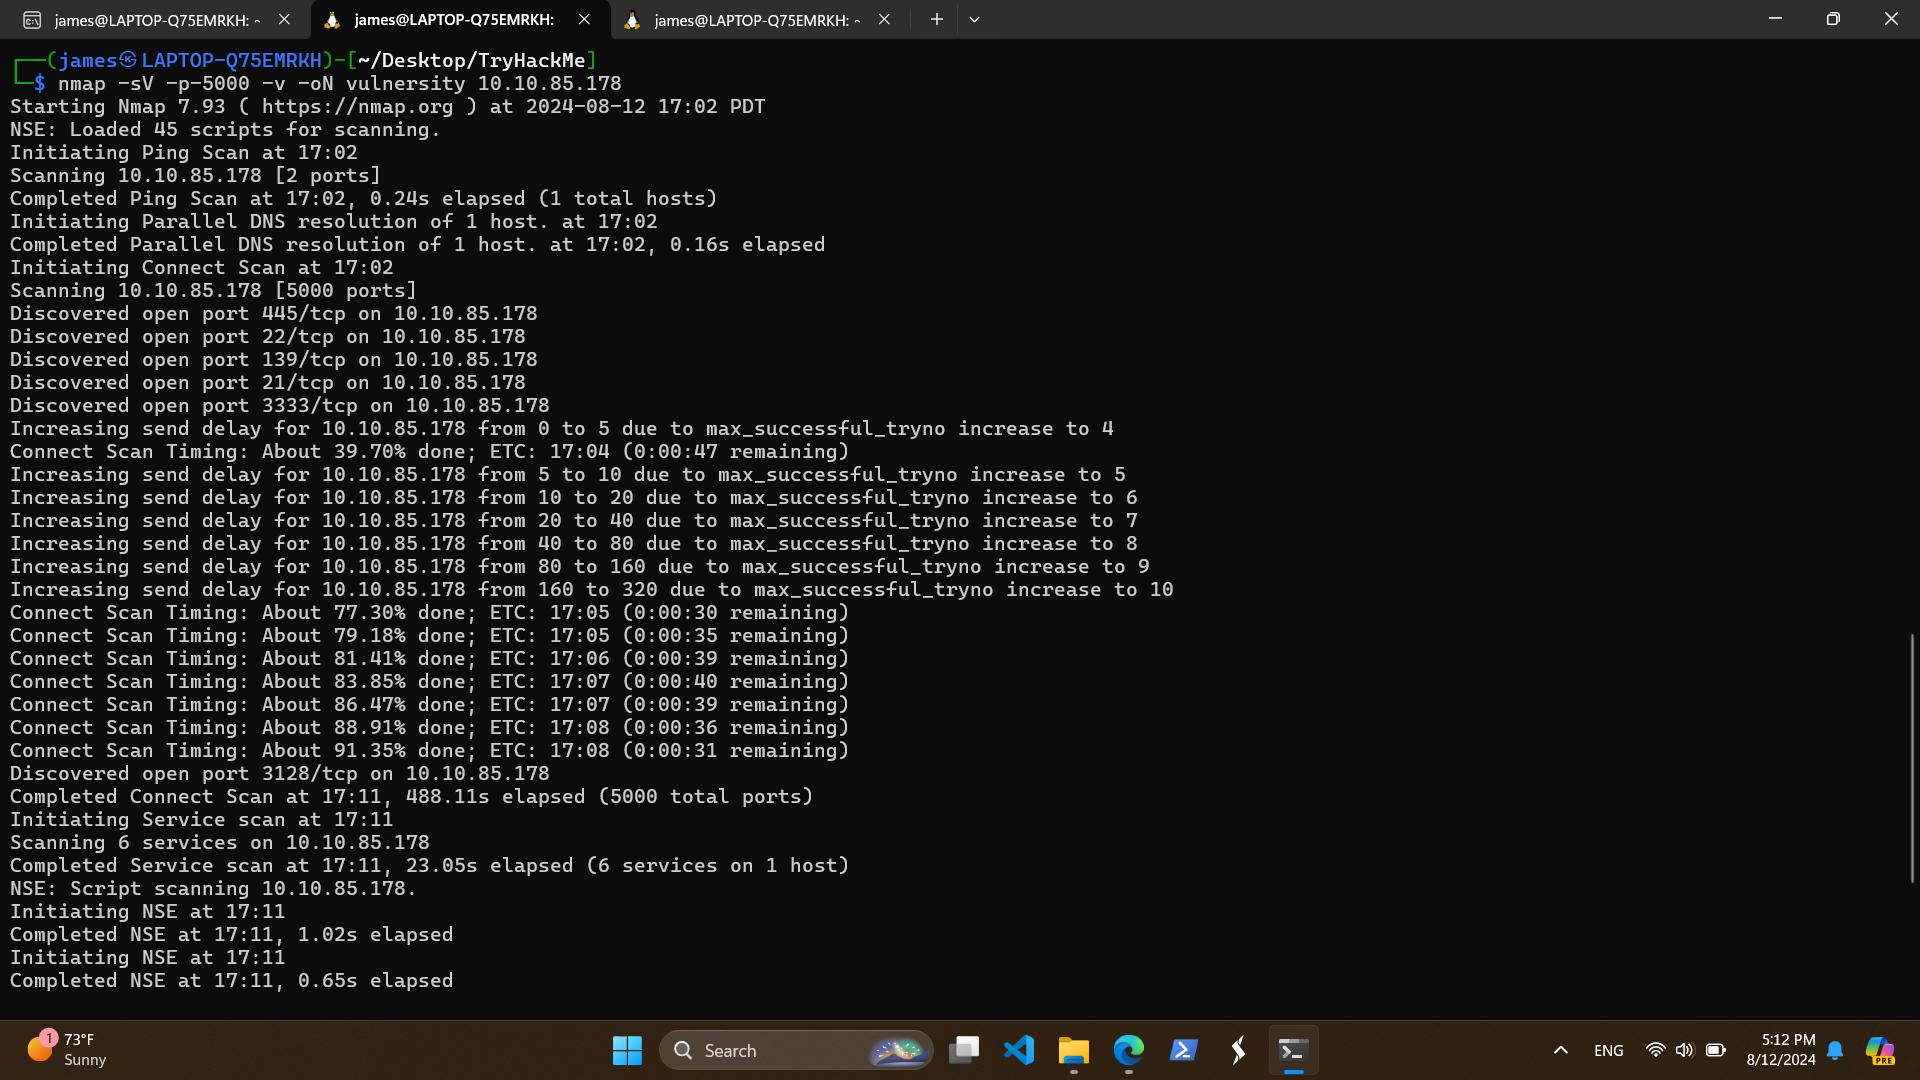 james@LAPTOP-Q75EMRKH: ~
james@LAPTOP-Q75EMRKH:
james@LAPTOP-Q75EMRKH: ~
┌──(james㉿LAPTOP-Q75EMRKH)-[~/Desktop/TryHackMe]
└─$ nmap -sV -p-5000 -v -oN vulnersity 10.10.85.178
Starting Nmap 7.93 ( https://nmap.org ) at 2024-08-12 17:02 PDT
NSE: Loaded 45 scripts for scanning.
Initiating Ping Scan at 17:02
Scanning 10.10.85.178 [2 ports]
Completed Ping Scan at 17:02, 0.24s elapsed (1 total hosts)
Initiating Parallel DNS resolution of 1 host. at 17:02
Completed Parallel DNS resolution of 1 host. at 17:02, 0.16s elapsed
Initiating Connect Scan at 17:02
Scanning 10.10.85.178 [5000 ports]
Discovered open port 445/tcp on 10.10.85.178
Discovered open port 22/tcp on 10.10.85.178
Discovered open port 139/tcp on 10.10.85.178
Discovered open port 21/tcp on 10.10.85.178
Discovered open port 3333/tcp on 10.10.85.178
Increasing send delay for 10.10.85.178 from 0 to 5 due to max_successful_tryno increase to 4
Connect Scan Timing: About 39.70% done; ETC: 17:04 (0:00:47 remaining)
Increasing send delay for 10.10.85.178 from 5 to 10 due to max_successful_tryno increase to 5
Increasing send delay for 10.10.85.178 from 10 to 20 due to max_successful_tryno increase to 6
Increasing send delay for 10.10.85.178 from 20 to 40 due to max_successful_tryno increase to 7
Increasing send delay for 10.10.85.178 from 40 to 80 due to max_successful_tryno increase to 8
Increasing send delay for 10.10.85.178 from 80 to 160 due to max_successful_tryno increase to 9
Increasing send delay for 10.10.85.178 from 160 to 320 due to max_successful_tryno increase to 10
Connect Scan Timing: About 77.30% done; ETC: 17:05 (0:00:30 remaining)
Connect Scan Timing: About 79.18% done; ETC: 17:05 (0:00:35 remaining)
Connect Scan Timing: About 81.41% done; ETC: 17:06 (0:00:39 remaining)
Connect Scan Timing: About 83.85% done; ETC: 17:07 (0:00:40 remaining)
Connect Scan Timing: About 86.47% done; ETC: 17:07 (0:00:39 remaining)
Connect Scan Timing: About 88.91% done; ETC: 17:08 (0:00:36 remaining)
Connect Scan Timing: About 91.35% done; ETC: 17:08 (0:00:31 remaining)
Discovered open port 3128/tcp on 10.10.85.178
Completed Connect Scan at 17:11, 488.11s elapsed (5000 total ports)
Initiating Service scan at 17:11
Scanning 6 services on 10.10.85.178
Completed Service scan at 17:11, 23.05s elapsed (6 services on 1 host)
NSE: Script scanning 10.10.85.178.
Initiating NSE at 17:11
Completed NSE at 17:11, 1.02s elapsed
Initiating NSE at 17:11
Completed NSE at 17:11, 0.65s elapsed
1
73°F
Sunny
Search
ENG
5:12 PM
8/12/2024
PRE